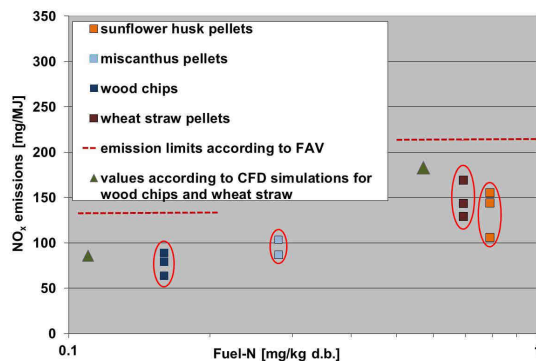 350
300
250
200
150
100
50
0
NOx emissions [mg/MJ]
sunflower husk pellets
miscanthus pellets
wood chips
wheat straw pellets
emission limits according to FAV
values according to CFD simulations for
wood chips and wheat straw
0.1
Fuel-N [mg/kg d.b.]